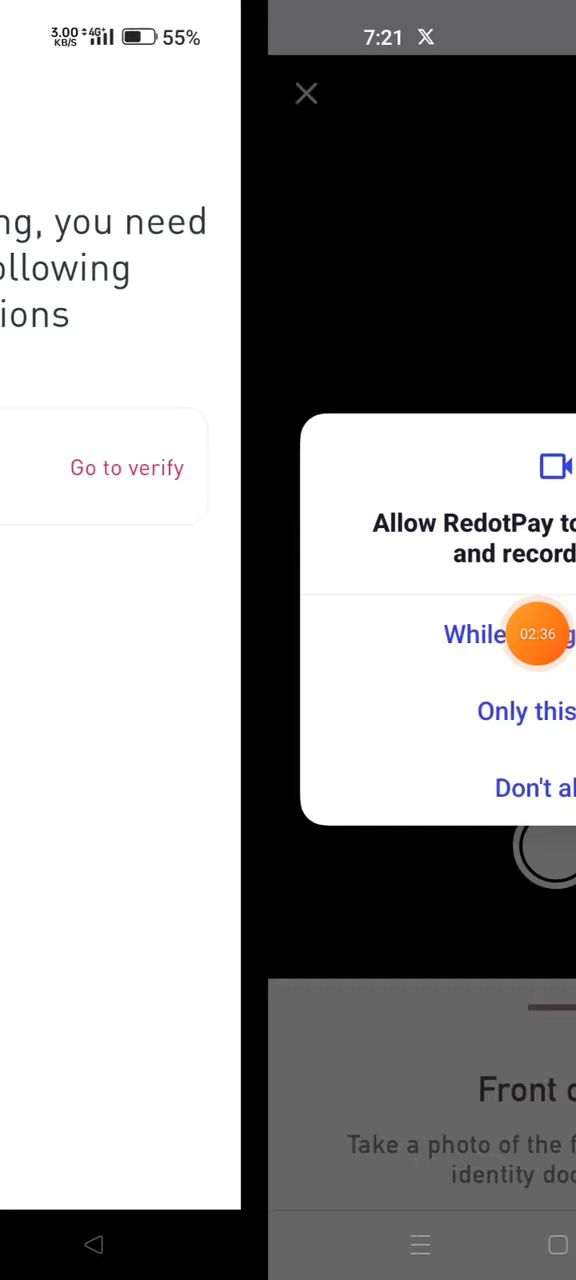 3.00 KB/S 4G+ 55%
ng, you need
ollowing
ions
Go to verify
7:21 X
Allow RedotPay to
and record
While
02:36
Only this
Don't al
Front o
Take a photo of the f
identity doc